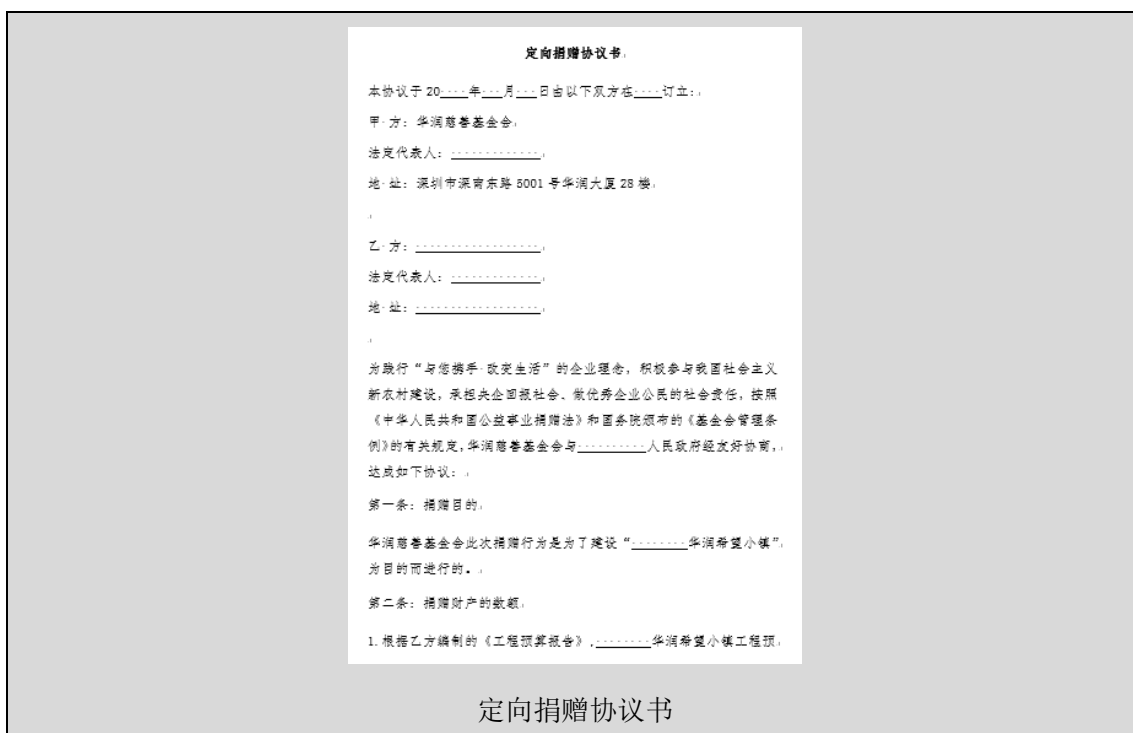 定向捐赠协议书
本协议于 20____年___月___日由以下双方在____订立:
甲 方: 华润慈善基金会
法定代表人: _____________
地 址: 深圳市深南东路 5001 号华润大厦 28 楼
乙 方: __________________
法定代表人: _____________
地 址: __________________
为践行“与您携手 改变生活”的企业理念, 积极参与我国社会主义
新农村建设, 承担央企回报社会、做优秀企业公民的社会责任, 按照
《中华人民共和国公益事业捐赠法》和国务院颁布的《基金会管理条
例》的有关规定, 华润慈善基金会与__________人民政府经友好协商,
达成如下协议:
第一条: 捐赠目的
华润慈善基金会此次捐赠行为是为了建设“________华润希望小镇”
为目的而进行的。
第二条: 捐赠财产的数额
1.根据乙方编制的《工程预算报告》,________华润希望小镇工程预
定向捐赠协议书